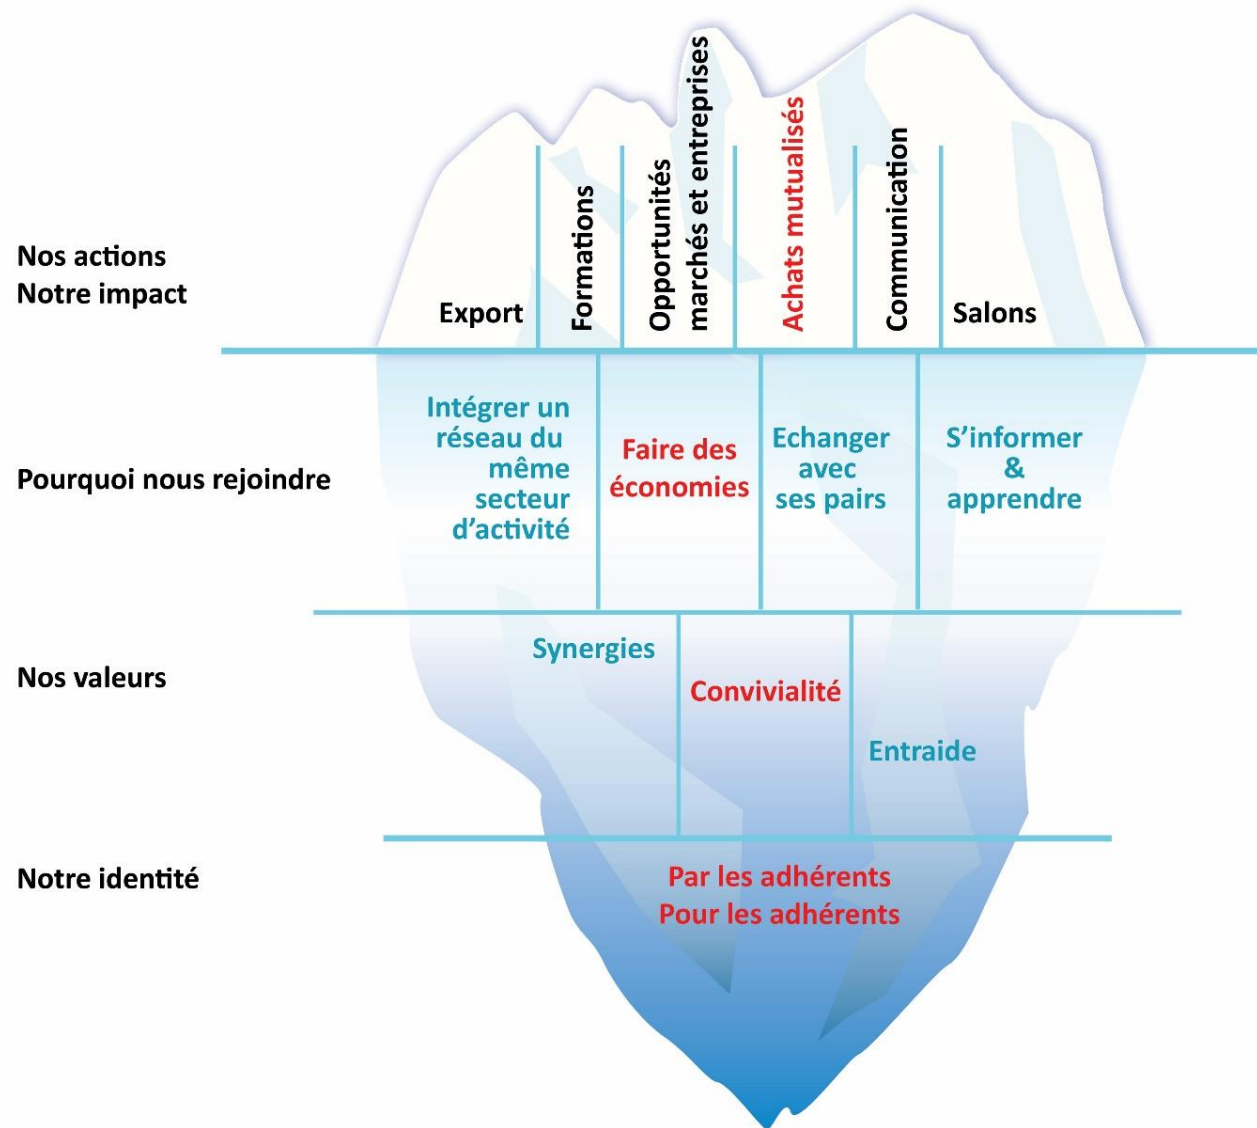 Nos actions
Notre impact
Export
Formations
Opportunités
marchés et entreprises
Achats mutualisés
Communication
Salons
Pourquoi nous rejoindre
Intégrer un
réseau du
même
secteur
d'activité
Faire des
économies
Echanger
avec
ses pairs
S'informer
&
apprendre
Nos valeurs
Synergies
Convivialité
Entraide
Notre identité
Par les adhérents
Pour les adhérents